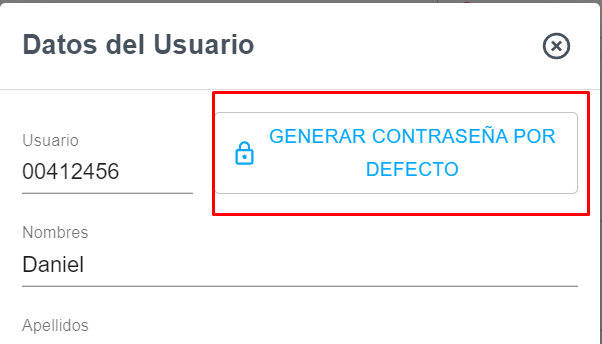 Datos del Usuario
Usuario
00412456
GENERAR CONTRASEÑA POR
DEFECTO
Nombres
Daniel
Apellidos